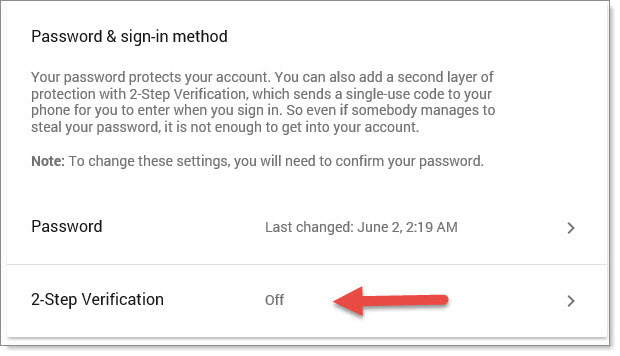 Password & sign-in method
Your password protects your account. You can also add a second layer of
protection with 2-Step Verification, which sends a single-use code to your
phone for you to enter when you sign in. So even if somebody manages to
steal your password, it is not enough to get into your account.
Note: To change these settings, you will need to confirm your password.
Password Last changed: June 2, 2:19 AM
2-Step Verification Off